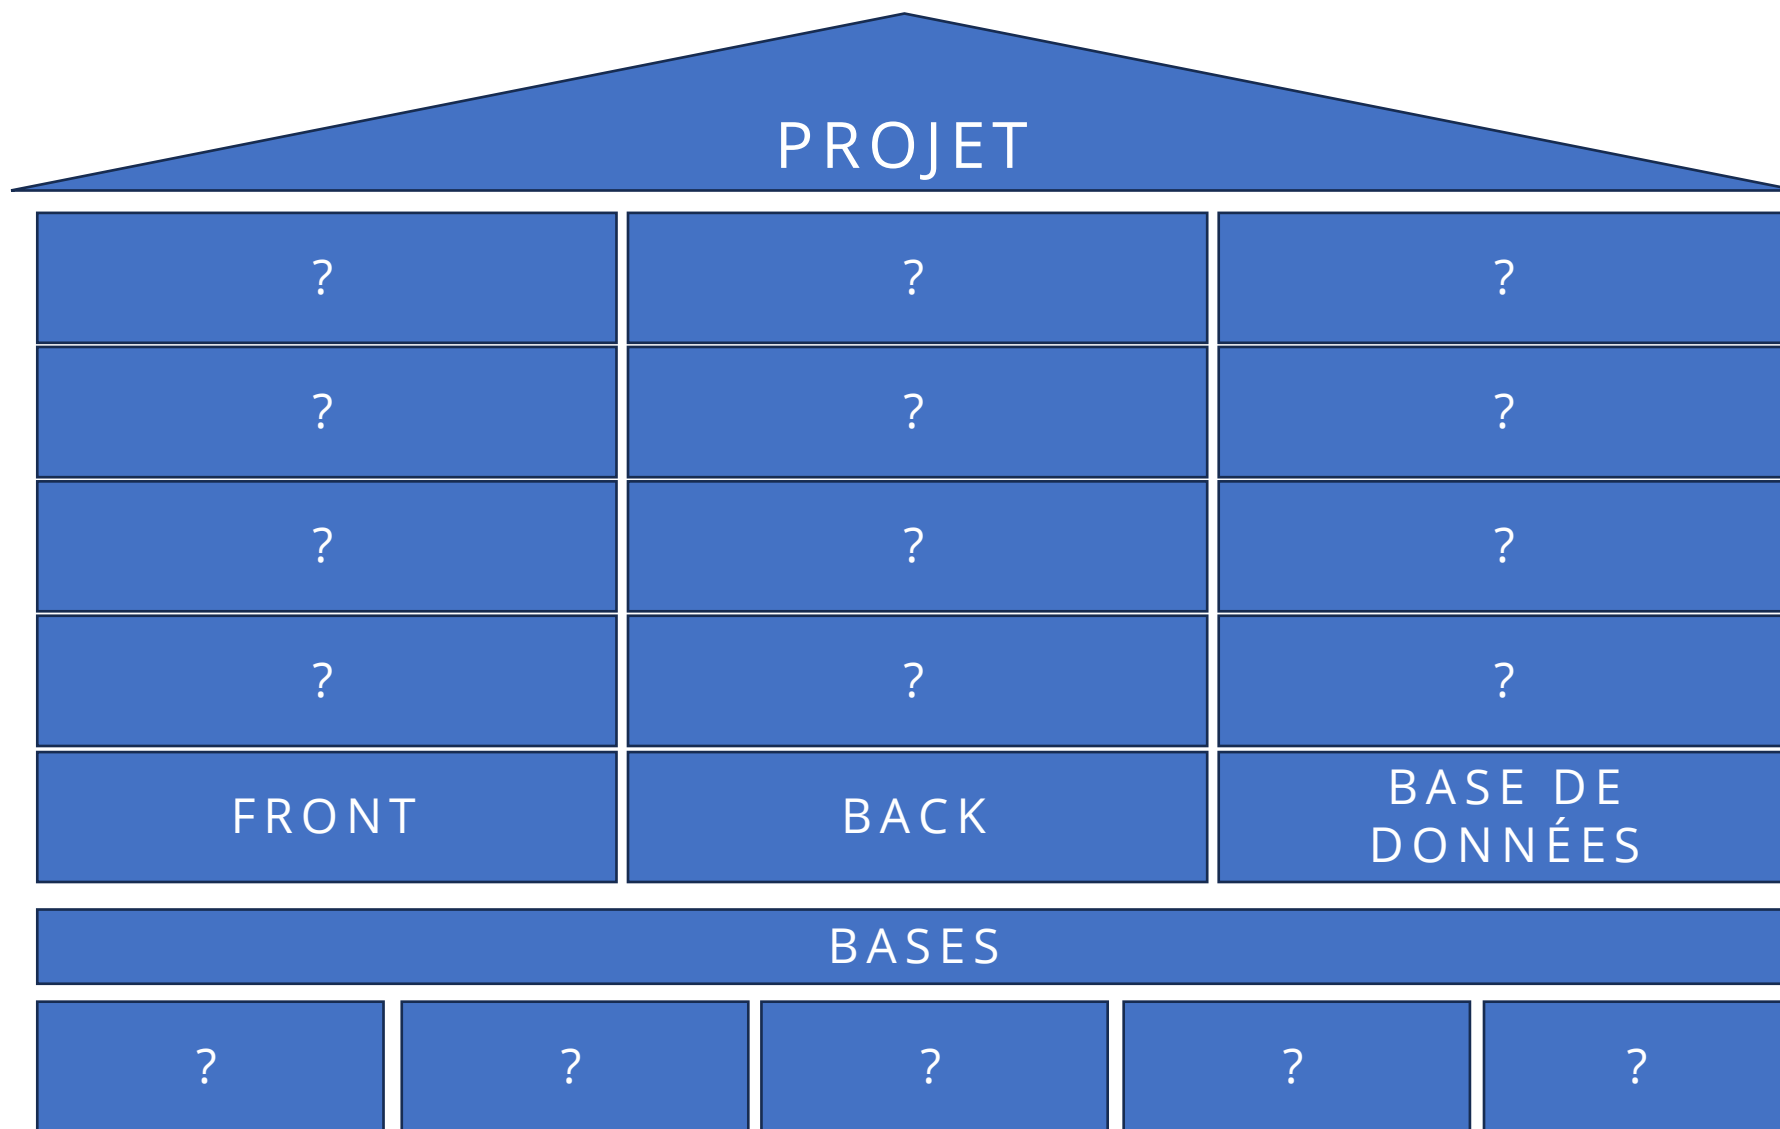 PROJET
? ? ?
? ? ?
? ? ?
? ? ?
FRONT BACK BASE DE
DONNÉES
BASES
? ? ? ? ?